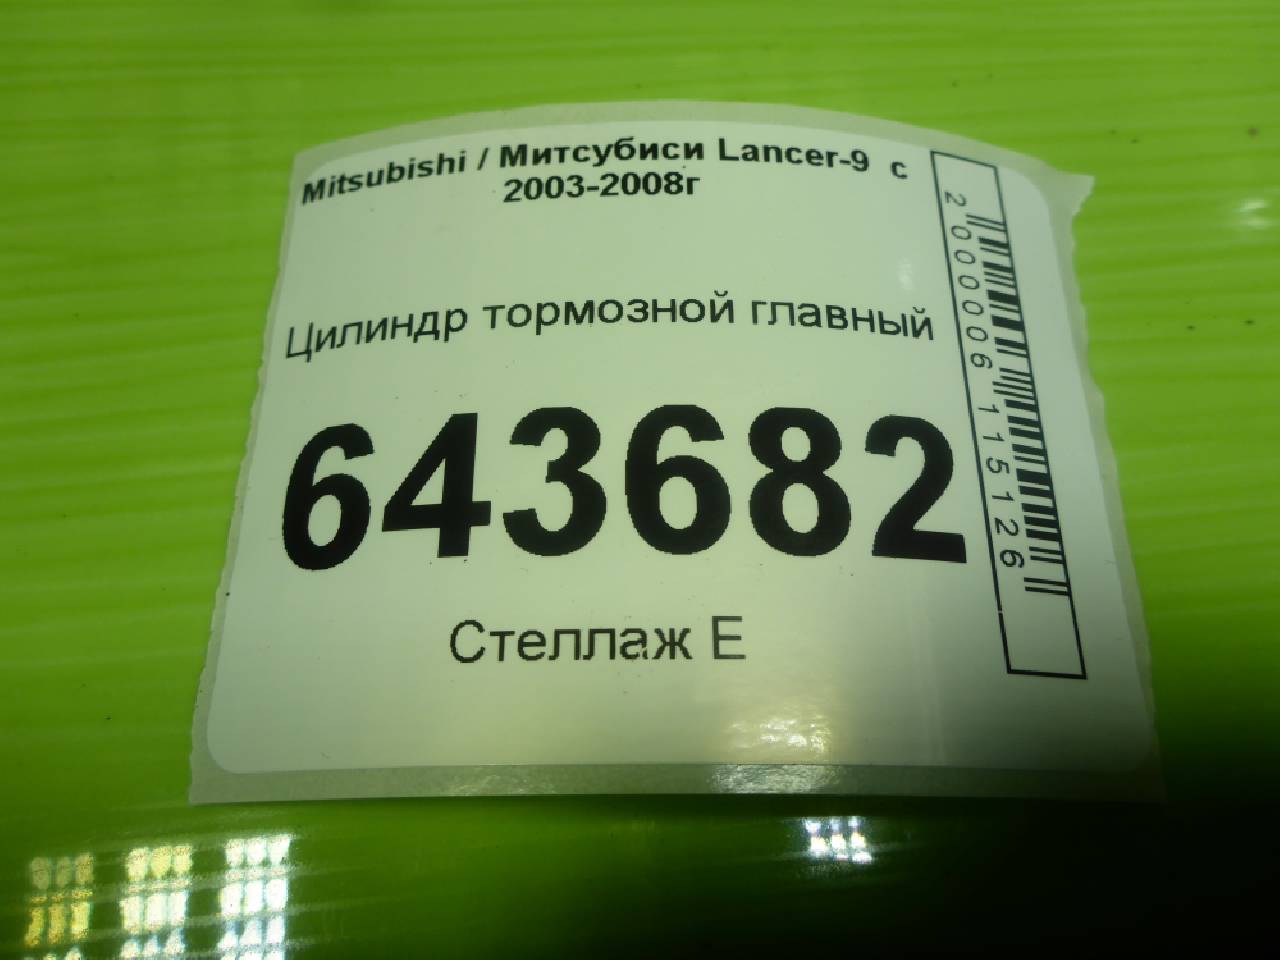 Mitsubishi / Митсубиси Lancer-9 с
2003-2008г
Цилиндр тормозной главный
643682
Стеллаж Е
2000006115126